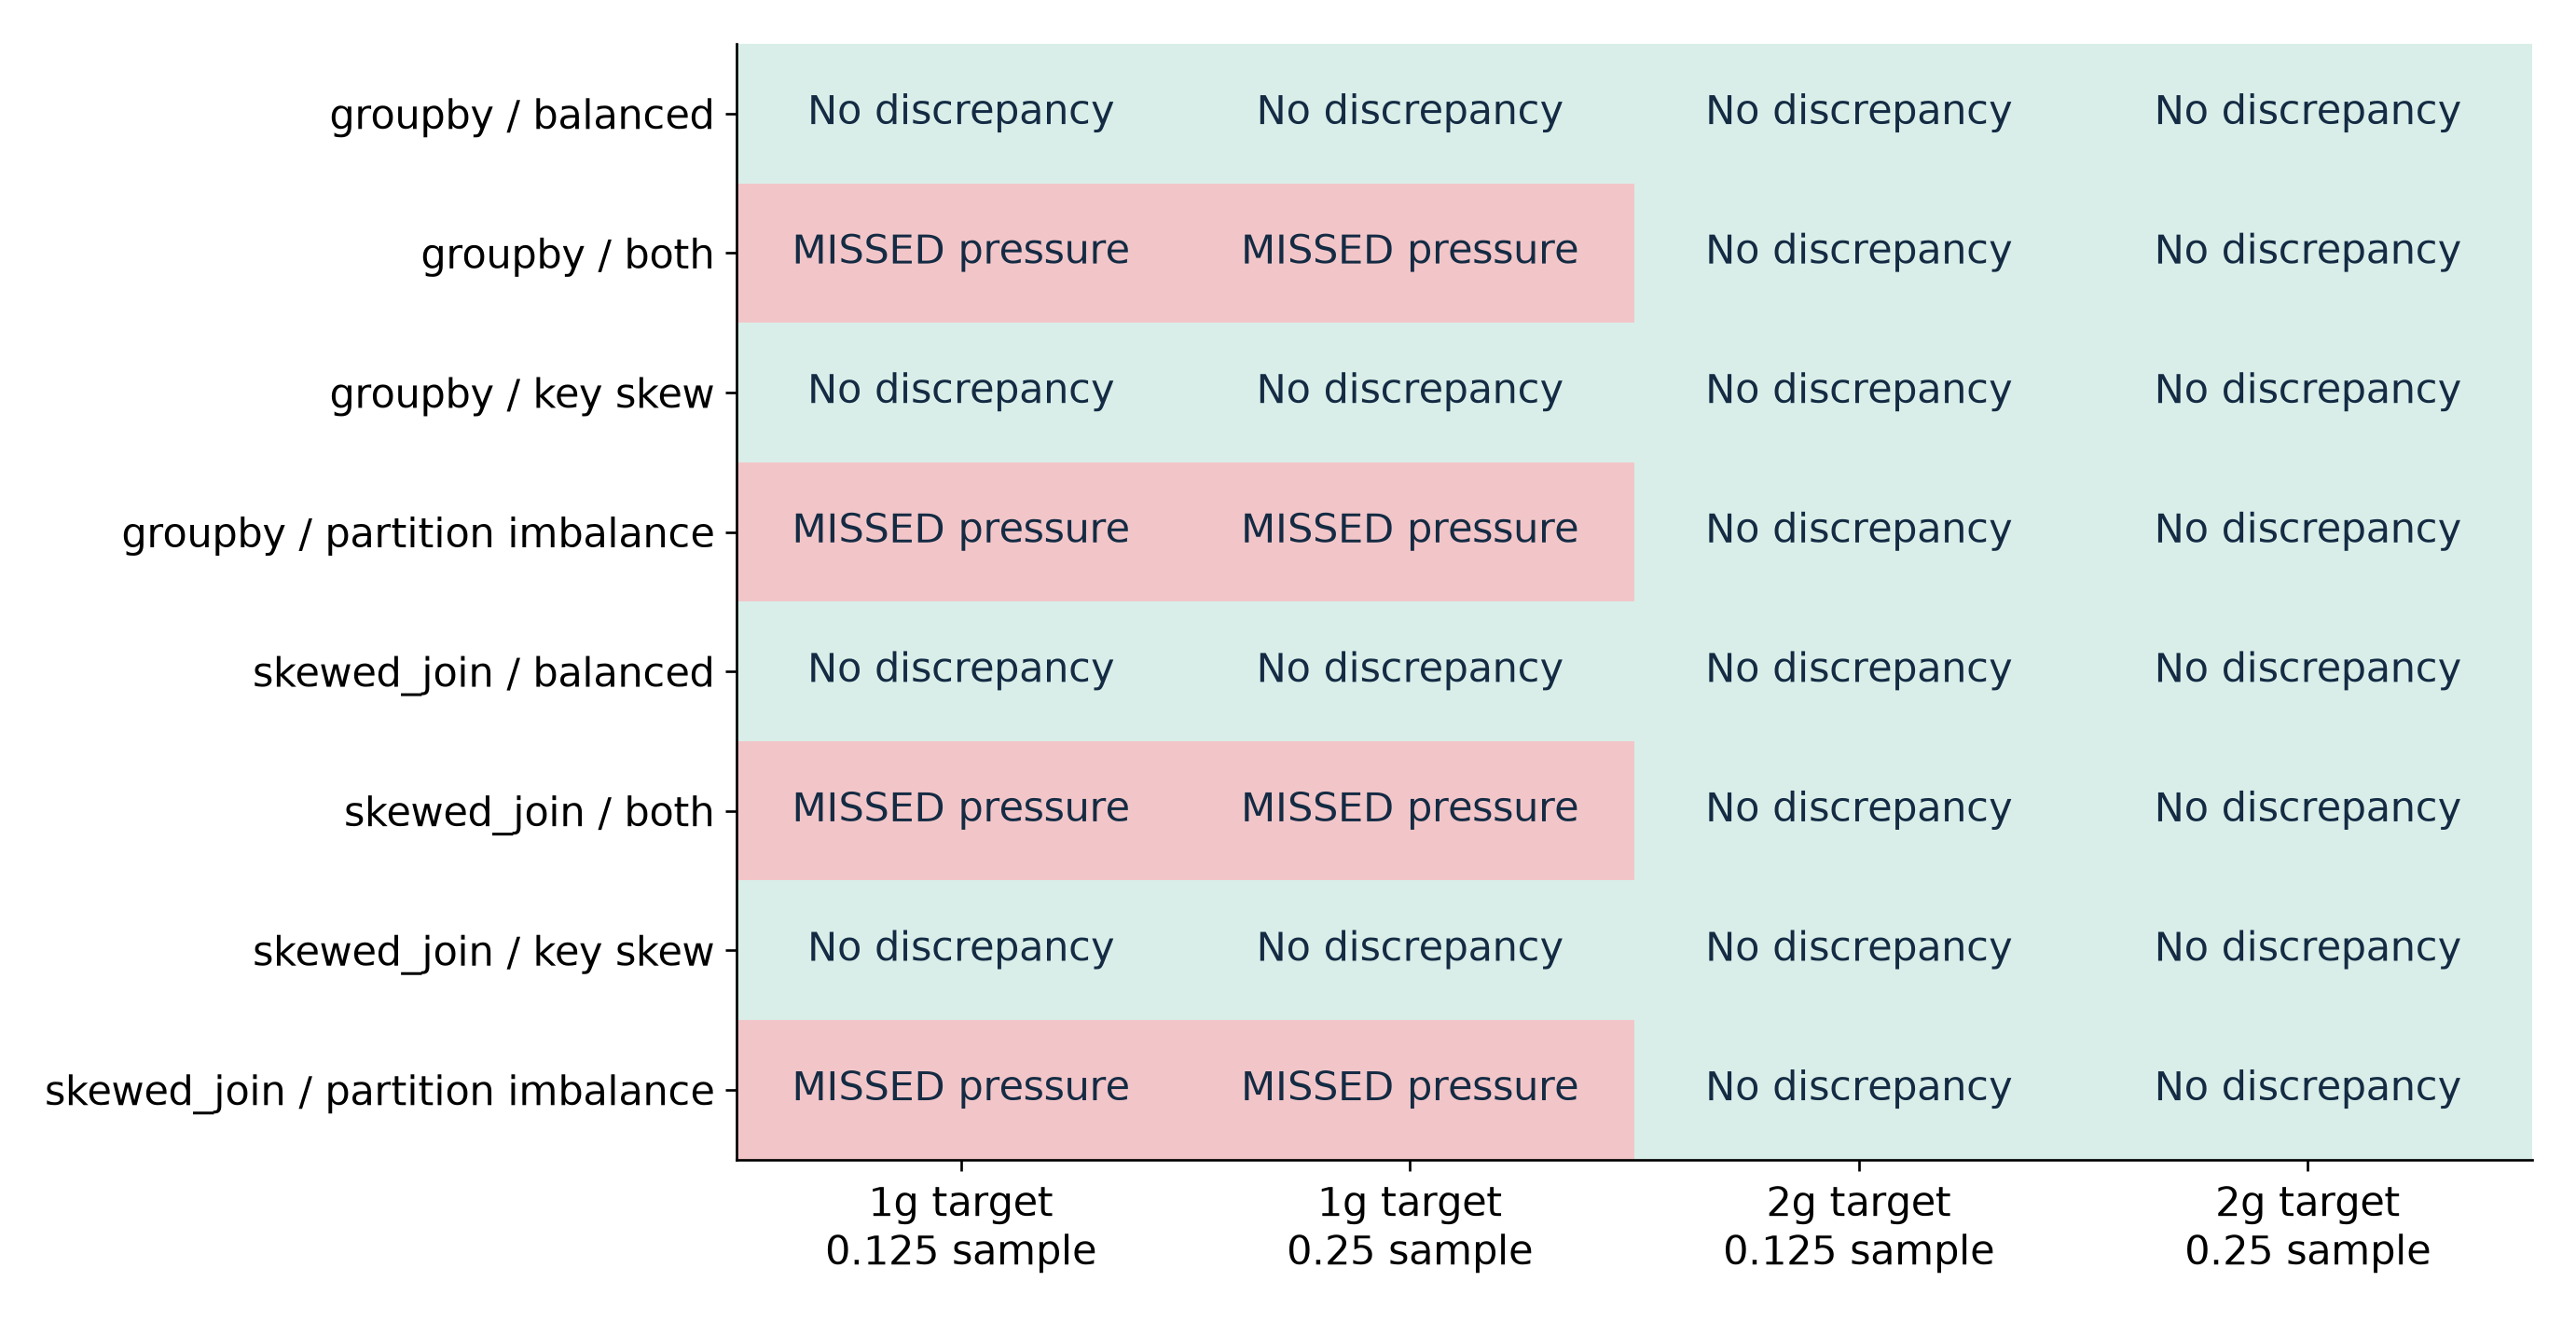 groupby / balanced No discrepancy No discrepancy No discrepancy No discrepancy
groupby / both MISSED pressure MISSED pressure No discrepancy No discrepancy
groupby / key skew No discrepancy No discrepancy No discrepancy No discrepancy
groupby / partition imbalance MISSED pressure MISSED pressure No discrepancy No discrepancy
skewed_join / balanced No discrepancy No discrepancy No discrepancy No discrepancy
skewed_join / both MISSED pressure MISSED pressure No discrepancy No discrepancy
skewed_join / key skew No discrepancy No discrepancy No discrepancy No discrepancy
skewed_join / partition imbalance MISSED pressure MISSED pressure No discrepancy No discrepancy
1g target 1g target 2g target 2g target
0.125 sample 0.25 sample 0.125 sample 0.25 sample